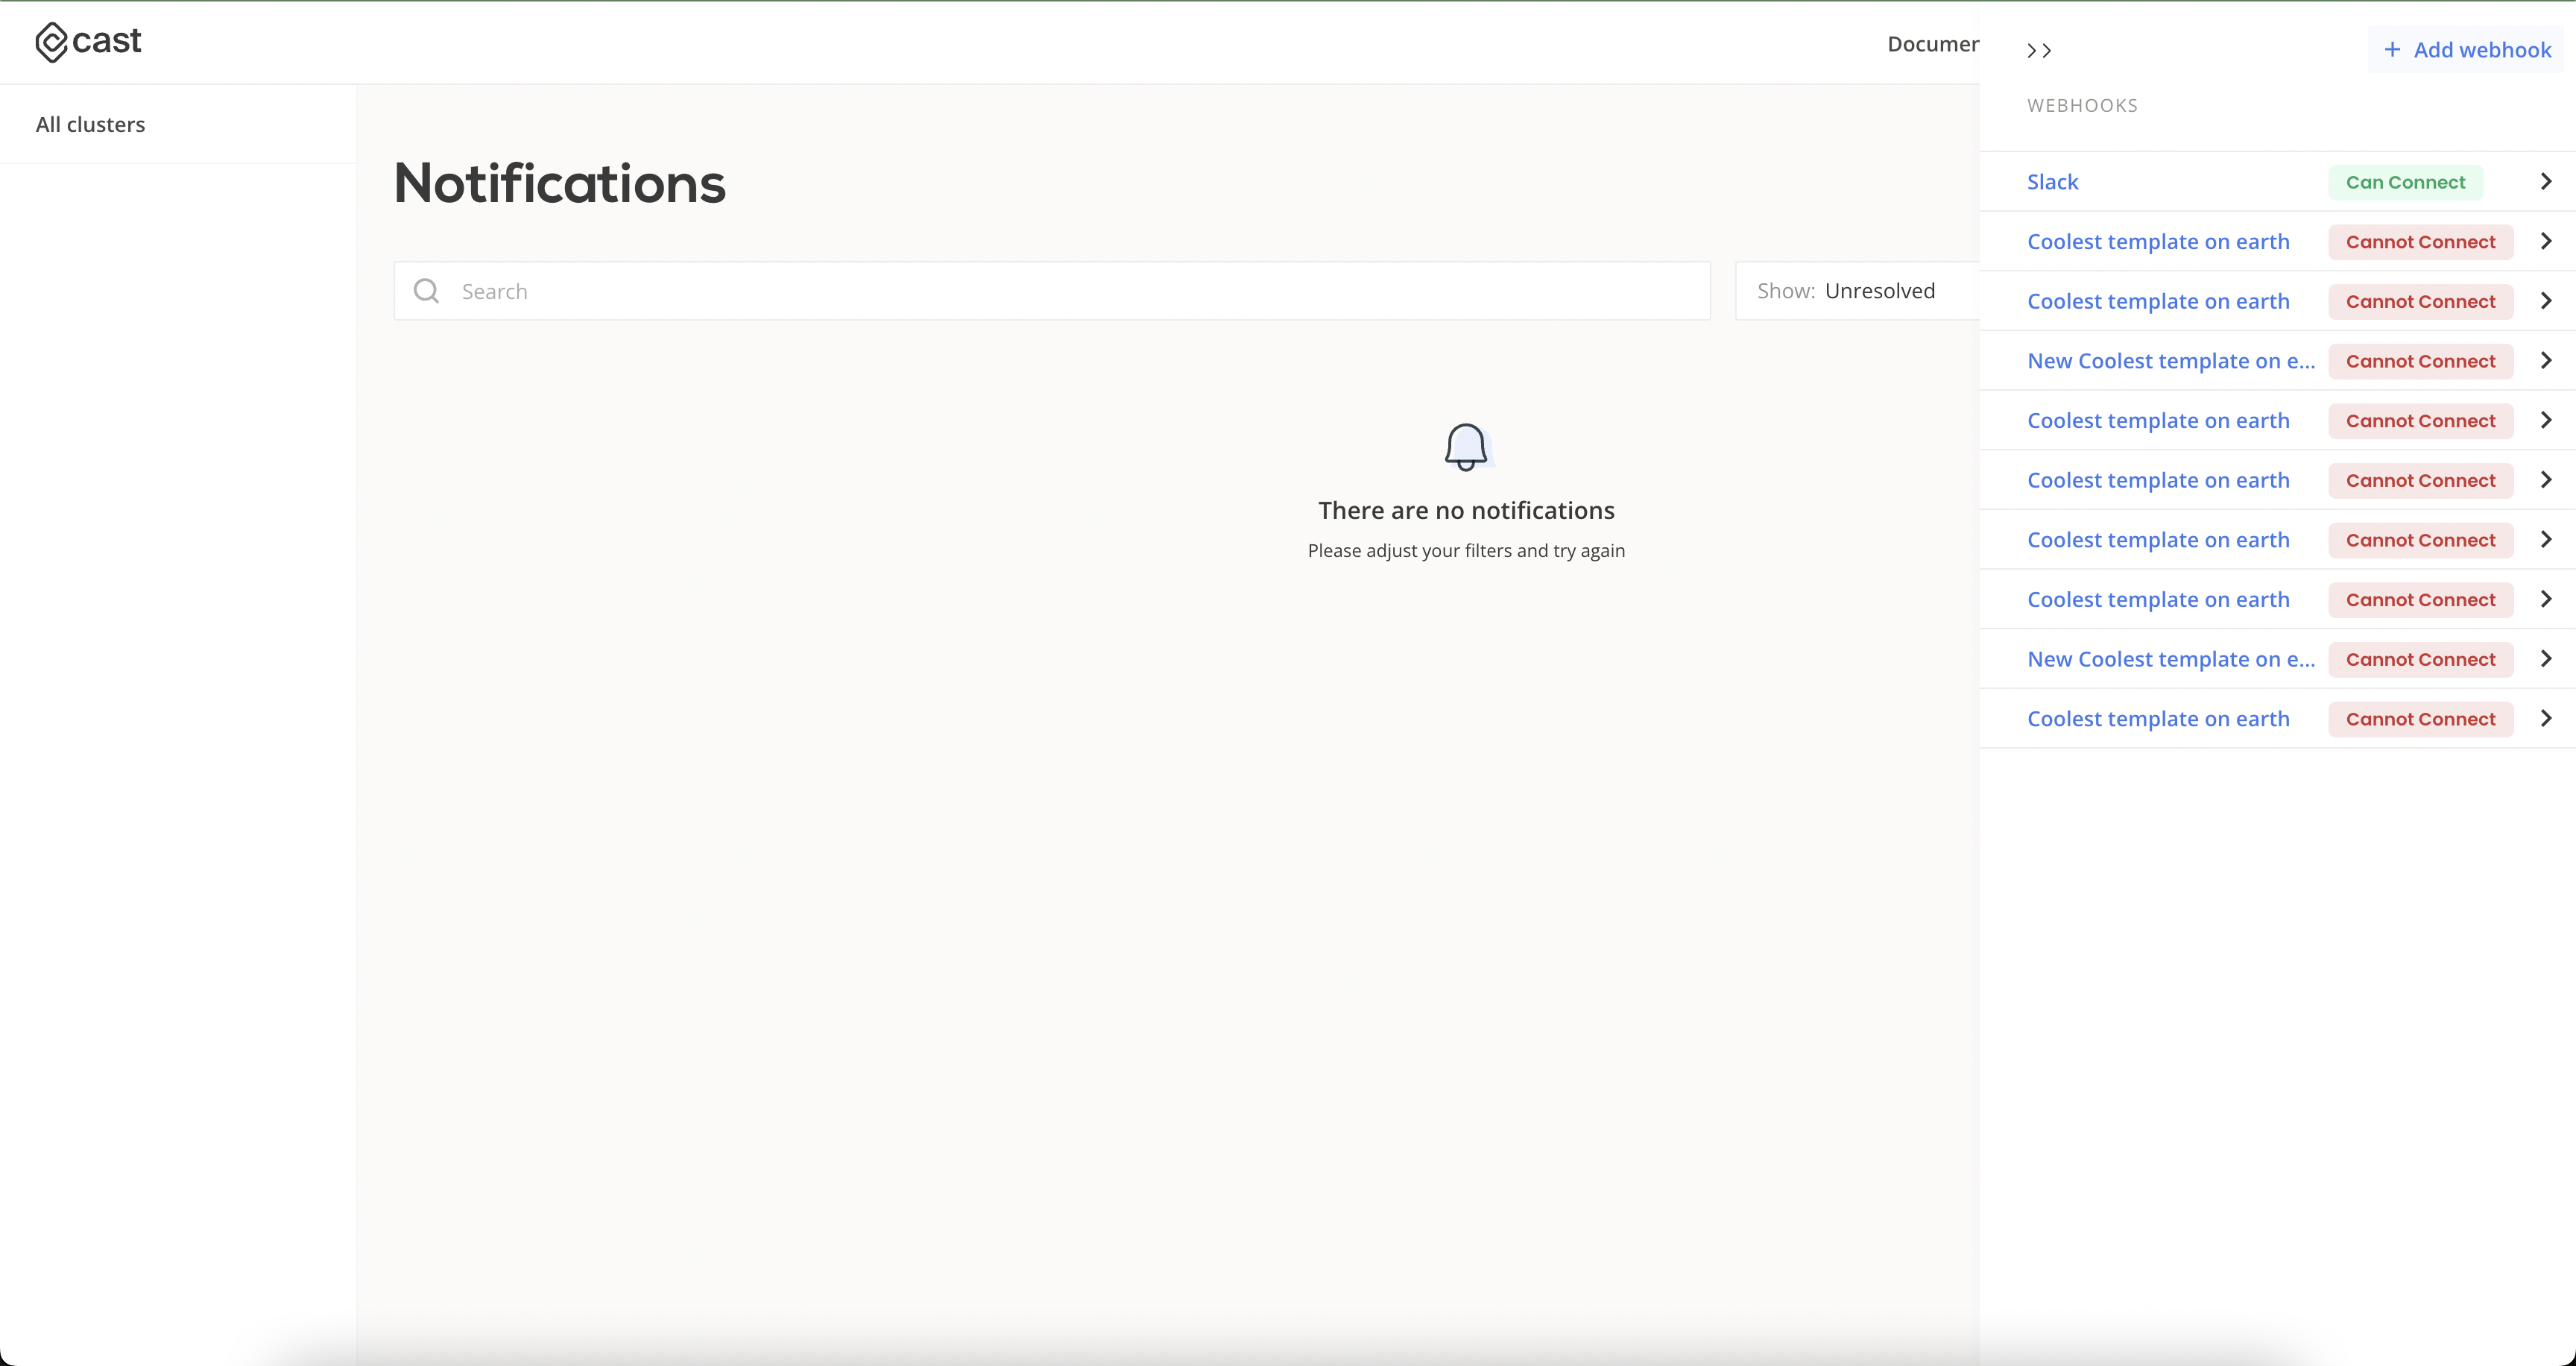 cast
Documen
>>
+ Add webhook
All clusters
WEBHOOKS
Notifications
Search
Show: Unresolved
Slack Can Connect
Coolest template on earth Cannot Connect
Coolest template on earth Cannot Connect
New Coolest template on e... Cannot Connect
Coolest template on earth Cannot Connect
Coolest template on earth Cannot Connect
Coolest template on earth Cannot Connect
Coolest template on earth Cannot Connect
New Coolest template on e... Cannot Connect
Coolest template on earth Cannot Connect
There are no notifications
Please adjust your filters and try again